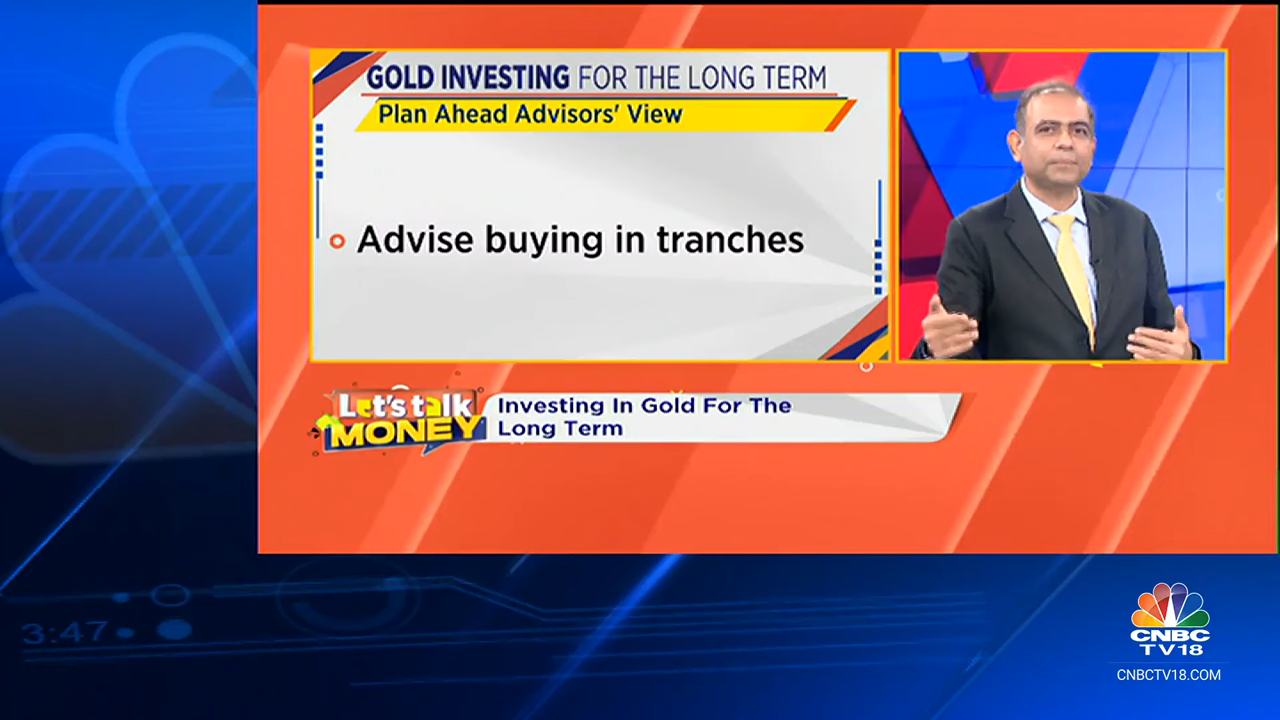 GOLD INVESTING FOR THE LONG TERM
Plan Ahead Advisors' View
Advise buying in tranches
Let's talk
MONEY
Investing In Gold For The
Long Term
3:47
CNBC
TV18
CNBCTV18.COM